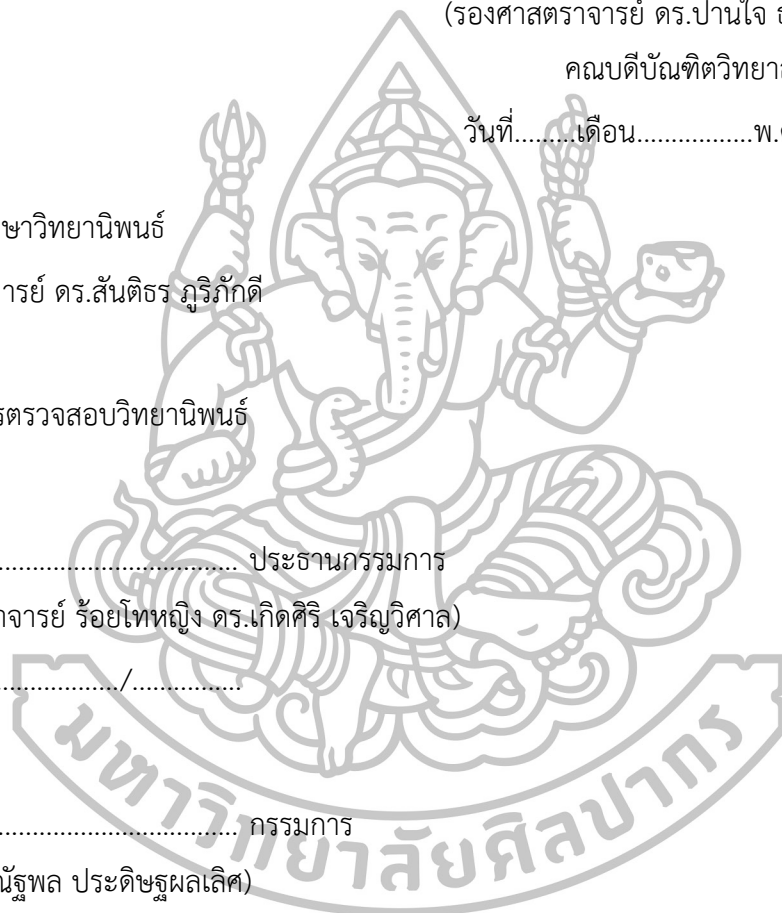 (รองศาสตราจารย์ ดร.ปานใจ
คณบดีบัณฑิตวิทยา
วันที่.........เดือน.................พ.
ษาวิทยานิพนธ์
ารย์ ดร.สันติธร ภูริภักดี
รตรวจสอบวิทยานิพนธ์
.................................... ประธานกรรมการ
าจารย์ ร้อยโทหญิง ดร.เกิดศิริ เจริญวิศาล)
.................../................
.................................... กรรมการ
ณัฐพล ประดิษฐผลเลิศ)
มหาวิทยาลัยศิลปากร